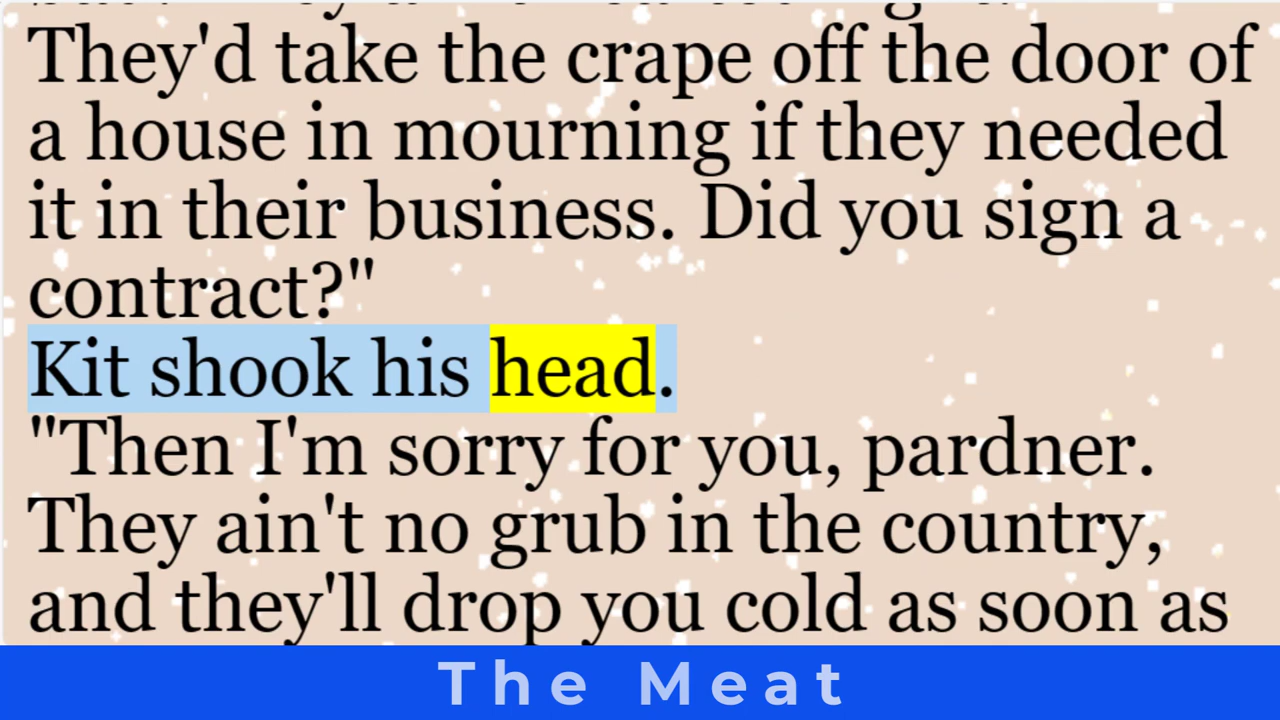 They'd take the crape off the door of
a house in mourning if they needed
it in their business. Did you sign a
contract?"
Kit shook his head.
"Then I'm sorry for you, pardner.
They ain't no grub in the country,
and they'll drop you cold as soon as
The Meat